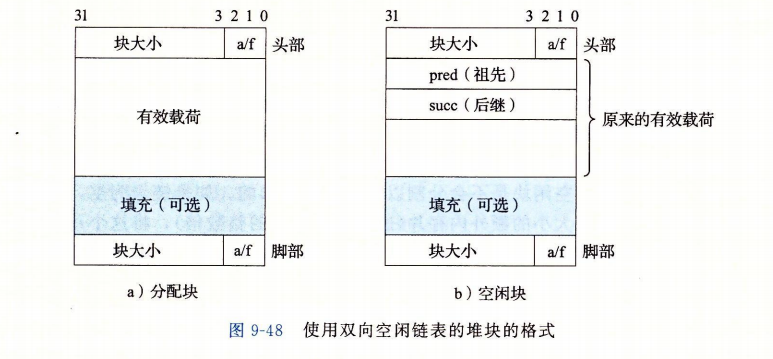 31 3 2 1 0
块大小 a/f 头部
有效载荷
填充（可选）
块大小 a/f 脚部
a）分配块
31 3 2 1 0
块大小 a/f 头部
pred（祖先）
succ（后继）
原来的有效载荷
填充（可选）
块大小 a/f 脚部
b）空闲块
图 9-48 使用双向空闲链表的堆块的格式